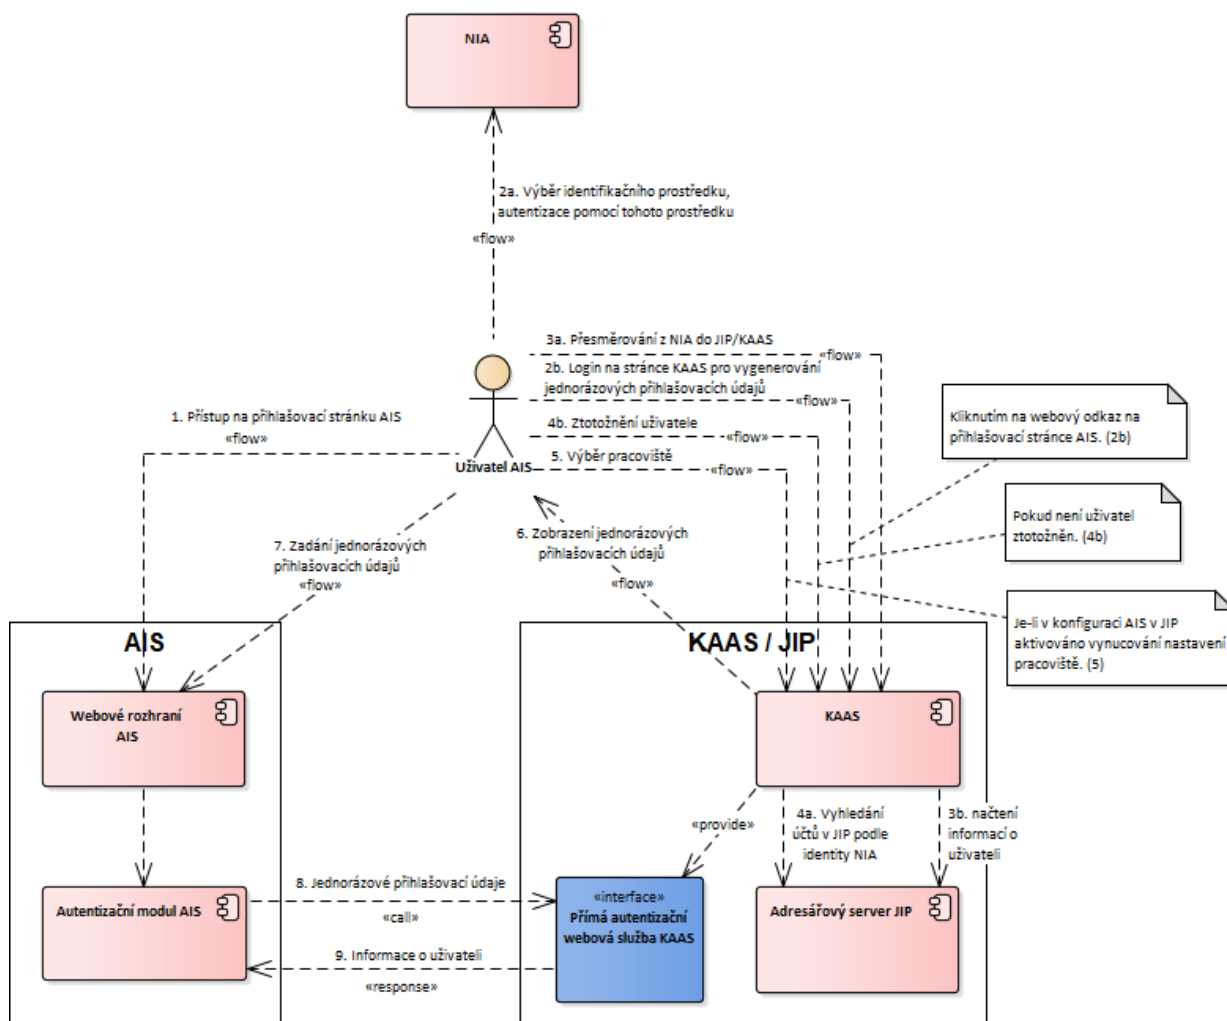 NIA
2a. Výběr identifikačního prostředku,
autentizace pomocí tohoto prostředku
«flow»
3a. Přesměrování z NIA do JIP/KAAS
«flow»
2b. Login na stránce KAAS pro vygenerování
jednorázových přihlašovacích údajů
«flow»
4b. Ztotožnění uživatele
«flow»
5. Výběr pracoviště
«flow»
1. Přístup na přihlašovací stránku AIS
«flow»
Uživatel AIS
Kliknutím na webový odkaz na
přihlašovací stránce AIS. (2b)
Pokud není uživatel
ztotožněn. (4b)
Je-li v konfiguraci AIS v JIP
aktivováno vynucování nastavení
pracoviště. (5)
7. Zadání jednorázových
přihlašovacích údajů
«flow»
6. Zobrazení jednorázových
přihlašovacích údajů
«flow»
AIS
KAAS / JIP
Webové rozhraní
AIS
KAAS
«provide»
4a. Vyhledání
účtů v JIP podle
identity NIA
3b. načtení
informací o
uživateli
Autentizační modul AIS
8. Jednorázové přihlašovací údaje
«call»
9. Informace o uživateli
«response»
«interface»
Přímá autentizační
webová služba KAAS
Adresářový server JIP